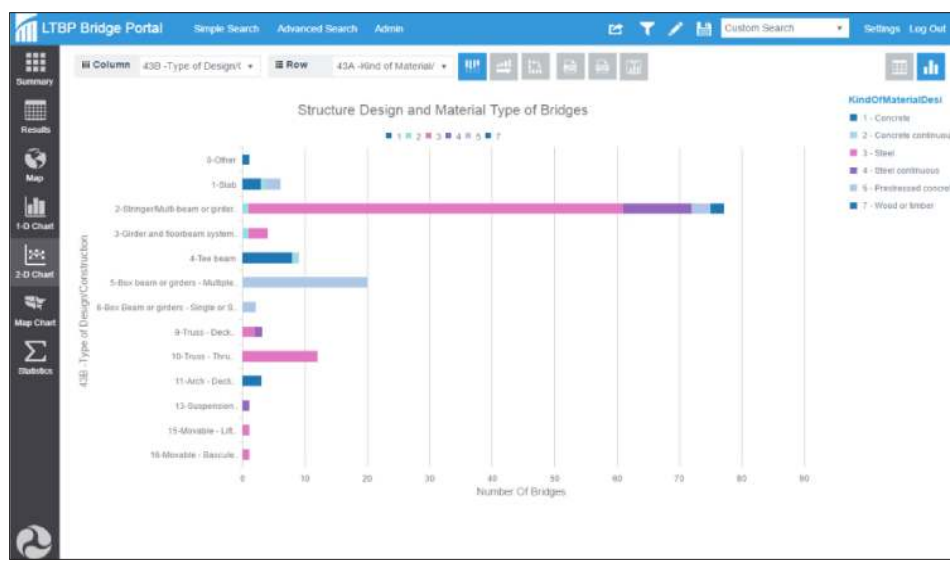 LTBP Bridge Portal
Simple Search Advanced Search Admin
Custom Search
Settings Log Out
Summary
Results
Map
1-D Chart
2-D Chart
Map Chart
Statistics
Column 43B -Type of Design/C
Row 43A -Kind of Material/
Structure Design and Material Type of Bridges
1 2 3 4 5 7
KindOfMaterialDesi
1 - Concrete
2 - Concrete continuou
3 - Steel
4 - Steel continuous
5 - Prestressed concre
7 - Wood or timber
43B -Type of Design/Construction
0-Other
1-Slab
2-Stringer/Multi-beam or girder.
3-Girder and floorbeam system..
4-Tee beam
5-Box beam or girders - Multiple..
6-Box Beam or girders - Single or S..
9-Truss - Deck..
10-Truss - Thru..
11-Arch - Deck..
13-Suspension..
15-Movable - Lift..
16-Movable - Bascule..
0 10 20 30 40 50 60 70 80 90
Number Of Bridges